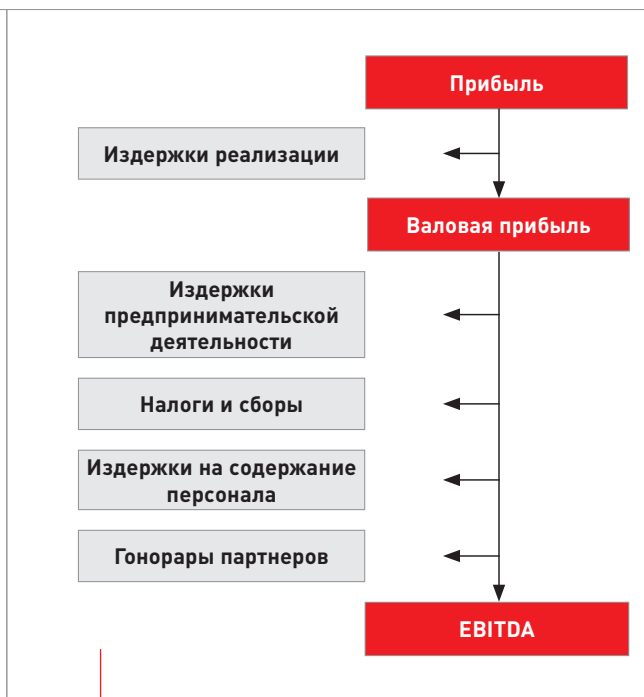 Прибыль
Издержки реализации
Валовая прибыль
Издержки
предпринимательской
деятельности
Налоги и сборы
Издержки на содержание
персонала
Гонорары партнеров
EBITDA